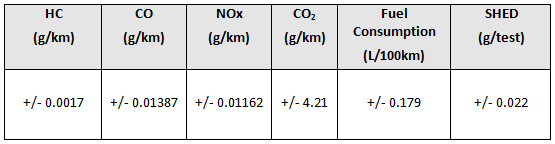 HC CO NOx CO₂ Fuel Consumption SHED
(g/km) (g/km) (g/km) (g/km) (L/100km) (g/test)
+/- 0.0017 +/- 0.01387 +/- 0.01162 +/- 4.21 +/- 0.179 +/- 0.022